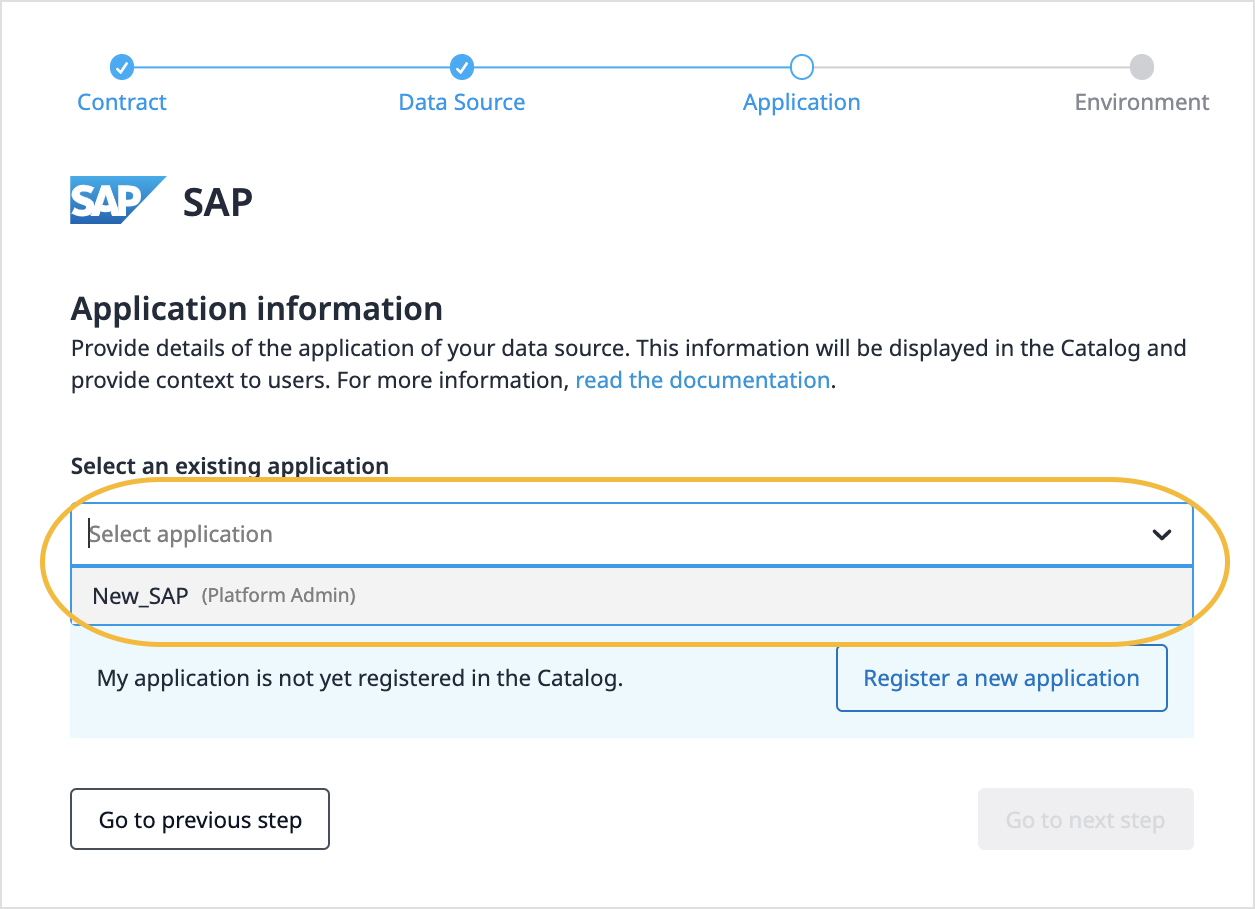 Contract
Data Source
Application
Environment
SAP SAP
Application information
Provide details of the application of your data source. This information will be displayed in the Catalog and
provide context to users. For more information, read the documentation.
Select an existing application
Select application
New_SAP (Platform Admin)
My application is not yet registered in the Catalog.
Register a new application
Go to previous step
Go to next step